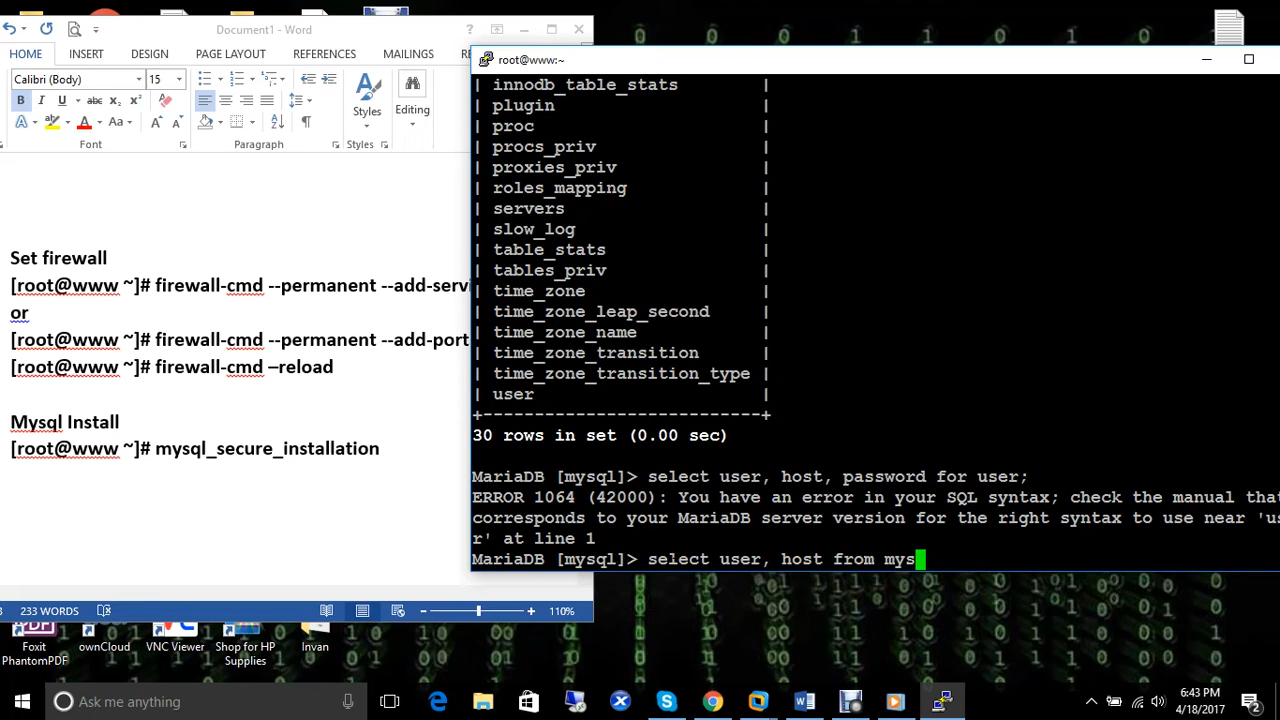 Document1 - Word
HOME INSERT DESIGN PAGE LAYOUT REFERENCES MAILINGS
Calibri (Body) 15
Styles Editing
Font Paragraph Styles
Set firewall
[root@www ~]# firewall-cmd --permanent --add-servi
or
[root@www ~]# firewall-cmd --permanent --add-port
[root@www ~]# firewall-cmd –reload
Mysql Install
[root@www ~]# mysql_secure_installation
233 WORDS 110%
root@www:~
| innodb_table_stats |
| plugin |
| proc |
| procs_priv |
| proxies_priv |
| roles_mapping |
| servers |
| slow_log |
| table_stats |
| tables_priv |
| time_zone |
| time_zone_leap_second |
| time_zone_name |
| time_zone_transition |
| time_zone_transition_type |
| user |
+---------------------------+
30 rows in set (0.00 sec)
MariaDB [mysql]> select user, host, password for user;
ERROR 1064 (42000): You have an error in your SQL syntax; check the manual that
corresponds to your MariaDB server version for the right syntax to use near 'us
r' at line 1
MariaDB [mysql]> select user, host from mys
Foxit PhantomPDF
ownCloud
VNC Viewer
Shop for HP Supplies
Invan
Ask me anything
6:43 PM
4/18/2017